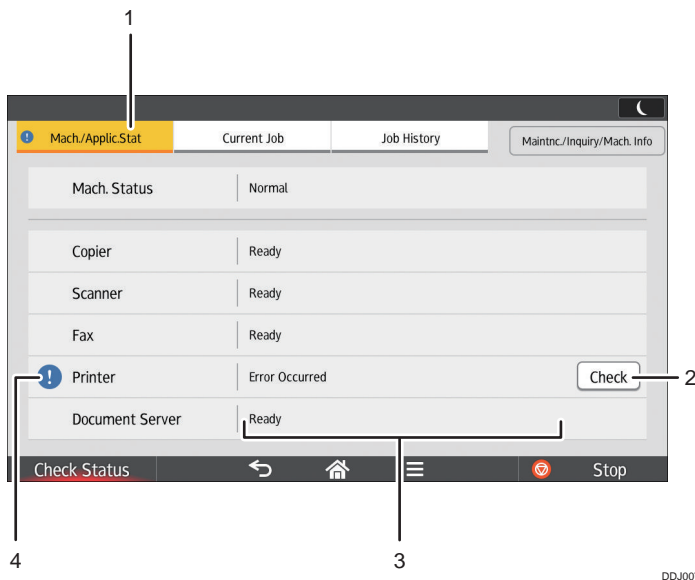 1
Mach./Applic.Stat
Current Job
Job History
Maintnc./Inquiry/Mach. Info
Mach. Status
Normal
Copier
Ready
Scanner
Ready
Fax
Ready
! Printer
Error Occurred
Check
2
Document Server
Ready
Check Status
Stop
4
3